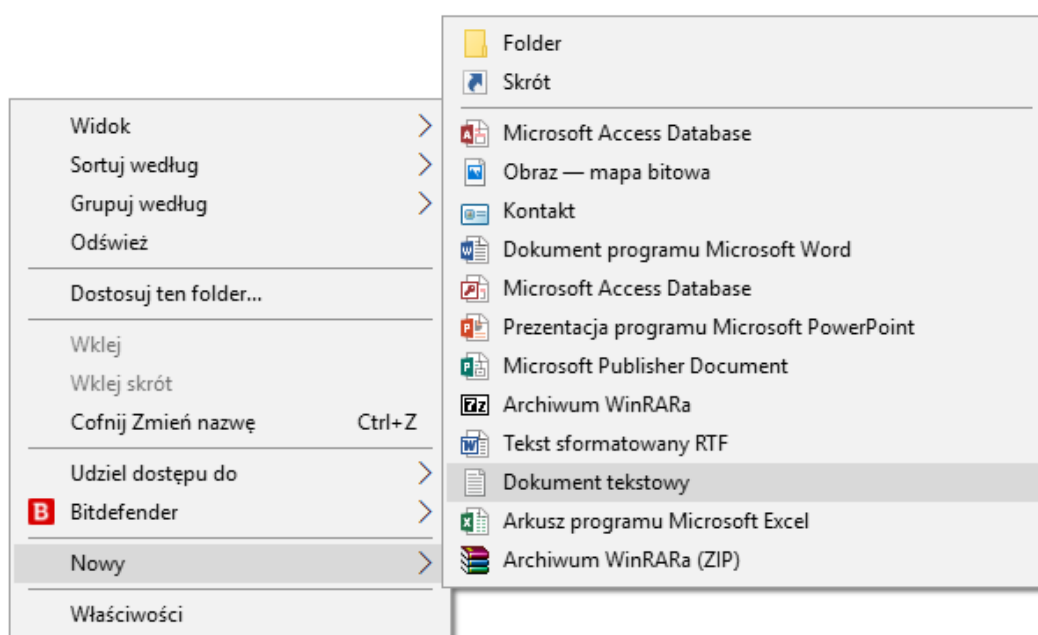 Widok
Sortuj według
Grupuj według
Odśwież
Dostosuj ten folder...
Wklej
Wklej skrót
Cofnij Zmień nazwę Ctrl+Z
Udziel dostępu do
B Bitdefender
Nowy
Właściwości
Folder
Skrót
Microsoft Access Database
Obraz — mapa bitowa
Kontakt
Dokument programu Microsoft Word
Microsoft Access Database
Prezentacja programu Microsoft PowerPoint
Microsoft Publisher Document
7z Archiwum WinRARa
Tekst sformatowany RTF
Dokument tekstowy
Arkusz programu Microsoft Excel
Archiwum WinRARa (ZIP)